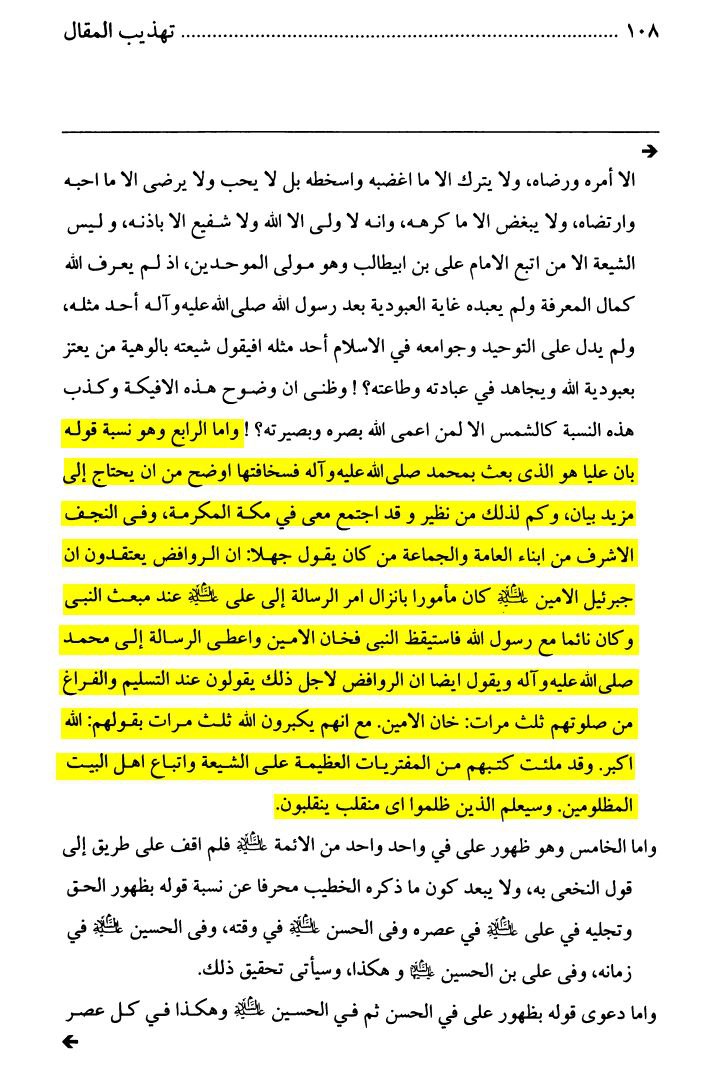 ١٠٨ ................................................................................ تهذيب المقال
الا أمره ورضاه، ولا يترك الا ما اغضبه واسخطه بل لا يحب ولا يرضى الا ما احبه
وارتضاه، ولا يبغض الا ما كرهه، وانه لا ولى الا الله ولا شفيع الا باذنه، و ليس
الشيعة الا من اتبع الامام على بن ابيطالب وهو مولى الموحدين، اذ لم يعرف الله
كمال المعرفة ولم يعبده غاية العبودية بعد رسول الله صلى‌الله‌عليه‌وآله أحد مثله،
ولم يدل على التوحيد وجوامعه في الاسلام أحد مثله افيقول شيعته بالوهية من يعتز
بعبودية الله ويجاهد في عبادته وطاعته؟ ! وظنى ان وضوح هذه الافيكة وكذب
هذه النسبة كالشمس الا لمن اعمى الله بصره وبصيرته؟ ! واما الرابع وهو نسبة قوله
بان عليا هو الذى بعث بمحمد صلى‌الله‌عليه‌وآله فسخافتها اوضح من ان يحتاج إلى
مزيد بيان، وكم لذلك من نظير و قد اجتمع معى في مكة المكرمة، وفى النجف
الاشرف من ابناء العامة والجماعة من كان يقول جهلا: ان الروافض يعتقدون ان
جبرئيل الامين عليه‌السلام كان مأمورا بانزال امر الرسالة إلى على عليه‌السلام عند مبعث النبى
وكان نائما مع رسول الله فاستيقظ النبى فخان الامين واعطى الرسالة إلى محمد
صلى‌الله‌عليه‌وآله ويقول ايضا ان الروافض لاجل ذلك يقولون عند التسليم والفراغ
من صلوتهم ثلث مرات: خان الامين. مع انهم يكبرون الله ثلث مرات بقولهم: الله
اكبر. وقد ملئت كتبهم من المفتريات العظيمة على الشيعة واتباع اهل البيت
المظلومين. وسيعلم الذين ظلموا اى منقلب ينقلبون.
واما الخامس وهو ظهور على في واحد واحد من الائمة عليه‌السلام فلم اقف على طريق إلى
قول النخعى به، ولا يبعد كون ما ذكره الخطيب محرفا عن نسبة قوله بظهور الحق
وتجليه في على عليه‌السلام في عصره وفى الحسن عليه‌السلام في وقته، وفى الحسين عليه‌السلام في
زمانه، وفى على بن الحسين عليه‌السلام و هكذا، وسيأتى تحقيق ذلك.
واما دعوى قوله بظهور على في الحسن ثم في الحسين عليه‌السلام وهكذا في كل عصر